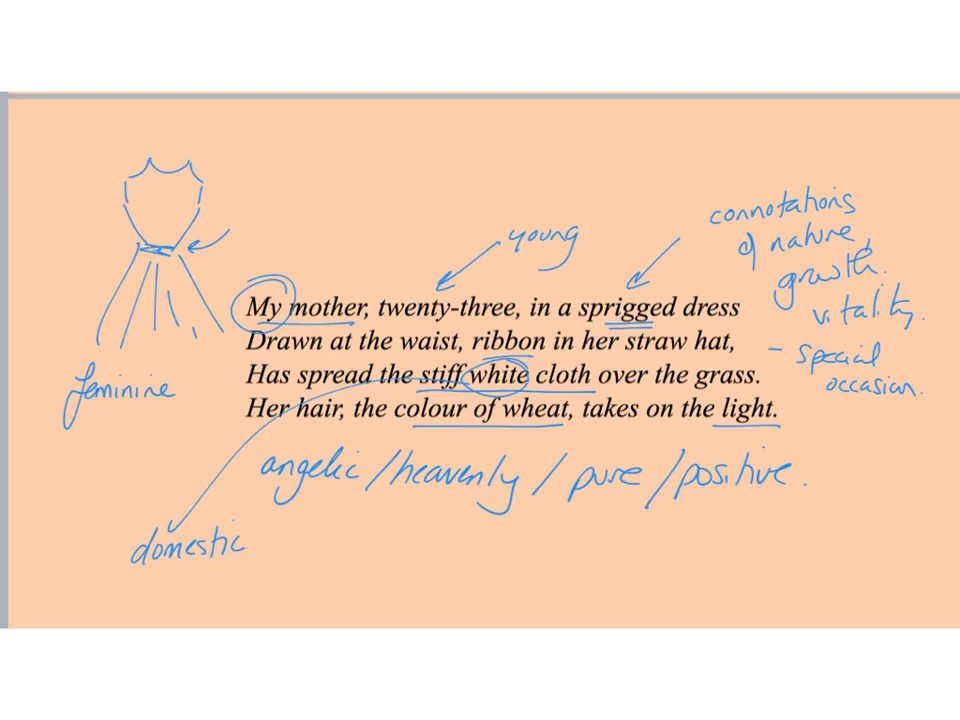 young
connotations
of nature,
growth.
vitality.
- special
occasion.
My mother, twenty-three, in a sprigged dress
Drawn at the waist, ribbon in her straw hat,
Has spread the stiff white cloth over the grass.
Her hair, the colour of wheat, takes on the light.
feminine
angelic / heavenly / pure / positive.
domestic